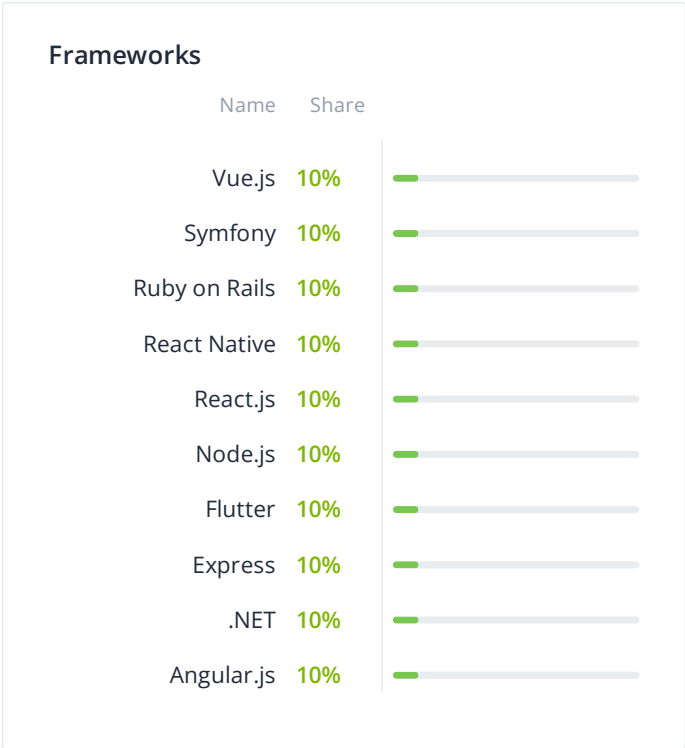 Frameworks
Name Share
Vue.js 10%
Symfony 10%
Ruby on Rails 10%
React Native 10%
React.js 10%
Node.js 10%
Flutter 10%
Express 10%
.NET 10%
Angular.js 10%